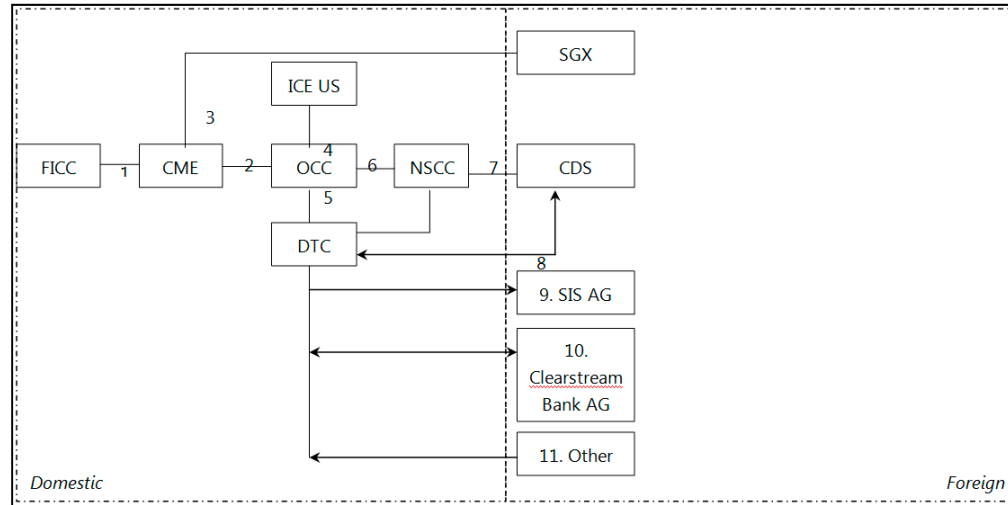 SGX
ICE US
3
FICC
1
CME
2
OCC
4
6
NSCC
7
CDS
5
DTC
8
9. SIS AG
10.
Clearstream
Bank AG
11. Other
Domestic
Foreign